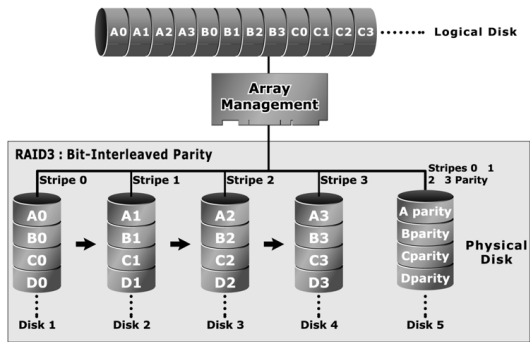 A0 A1 A2 A3 B0 B1 B2 B3 C0 C1 C2 C3 Logical Disk
Array
Management
RAID3 : Bit-Interleaved Parity
Stripe 0 Stripe 1 Stripe 2 Stripe 3 Stripes 0 1
2 3 Parity
A0 A1 A2 A3 A parity
B0 B1 B2 B3 Bparity
C0 C1 C2 C3 Cparity
D0 D1 D2 D3 Dparity
Physical
Disk
Disk 1 Disk 2 Disk 3 Disk 4 Disk 5